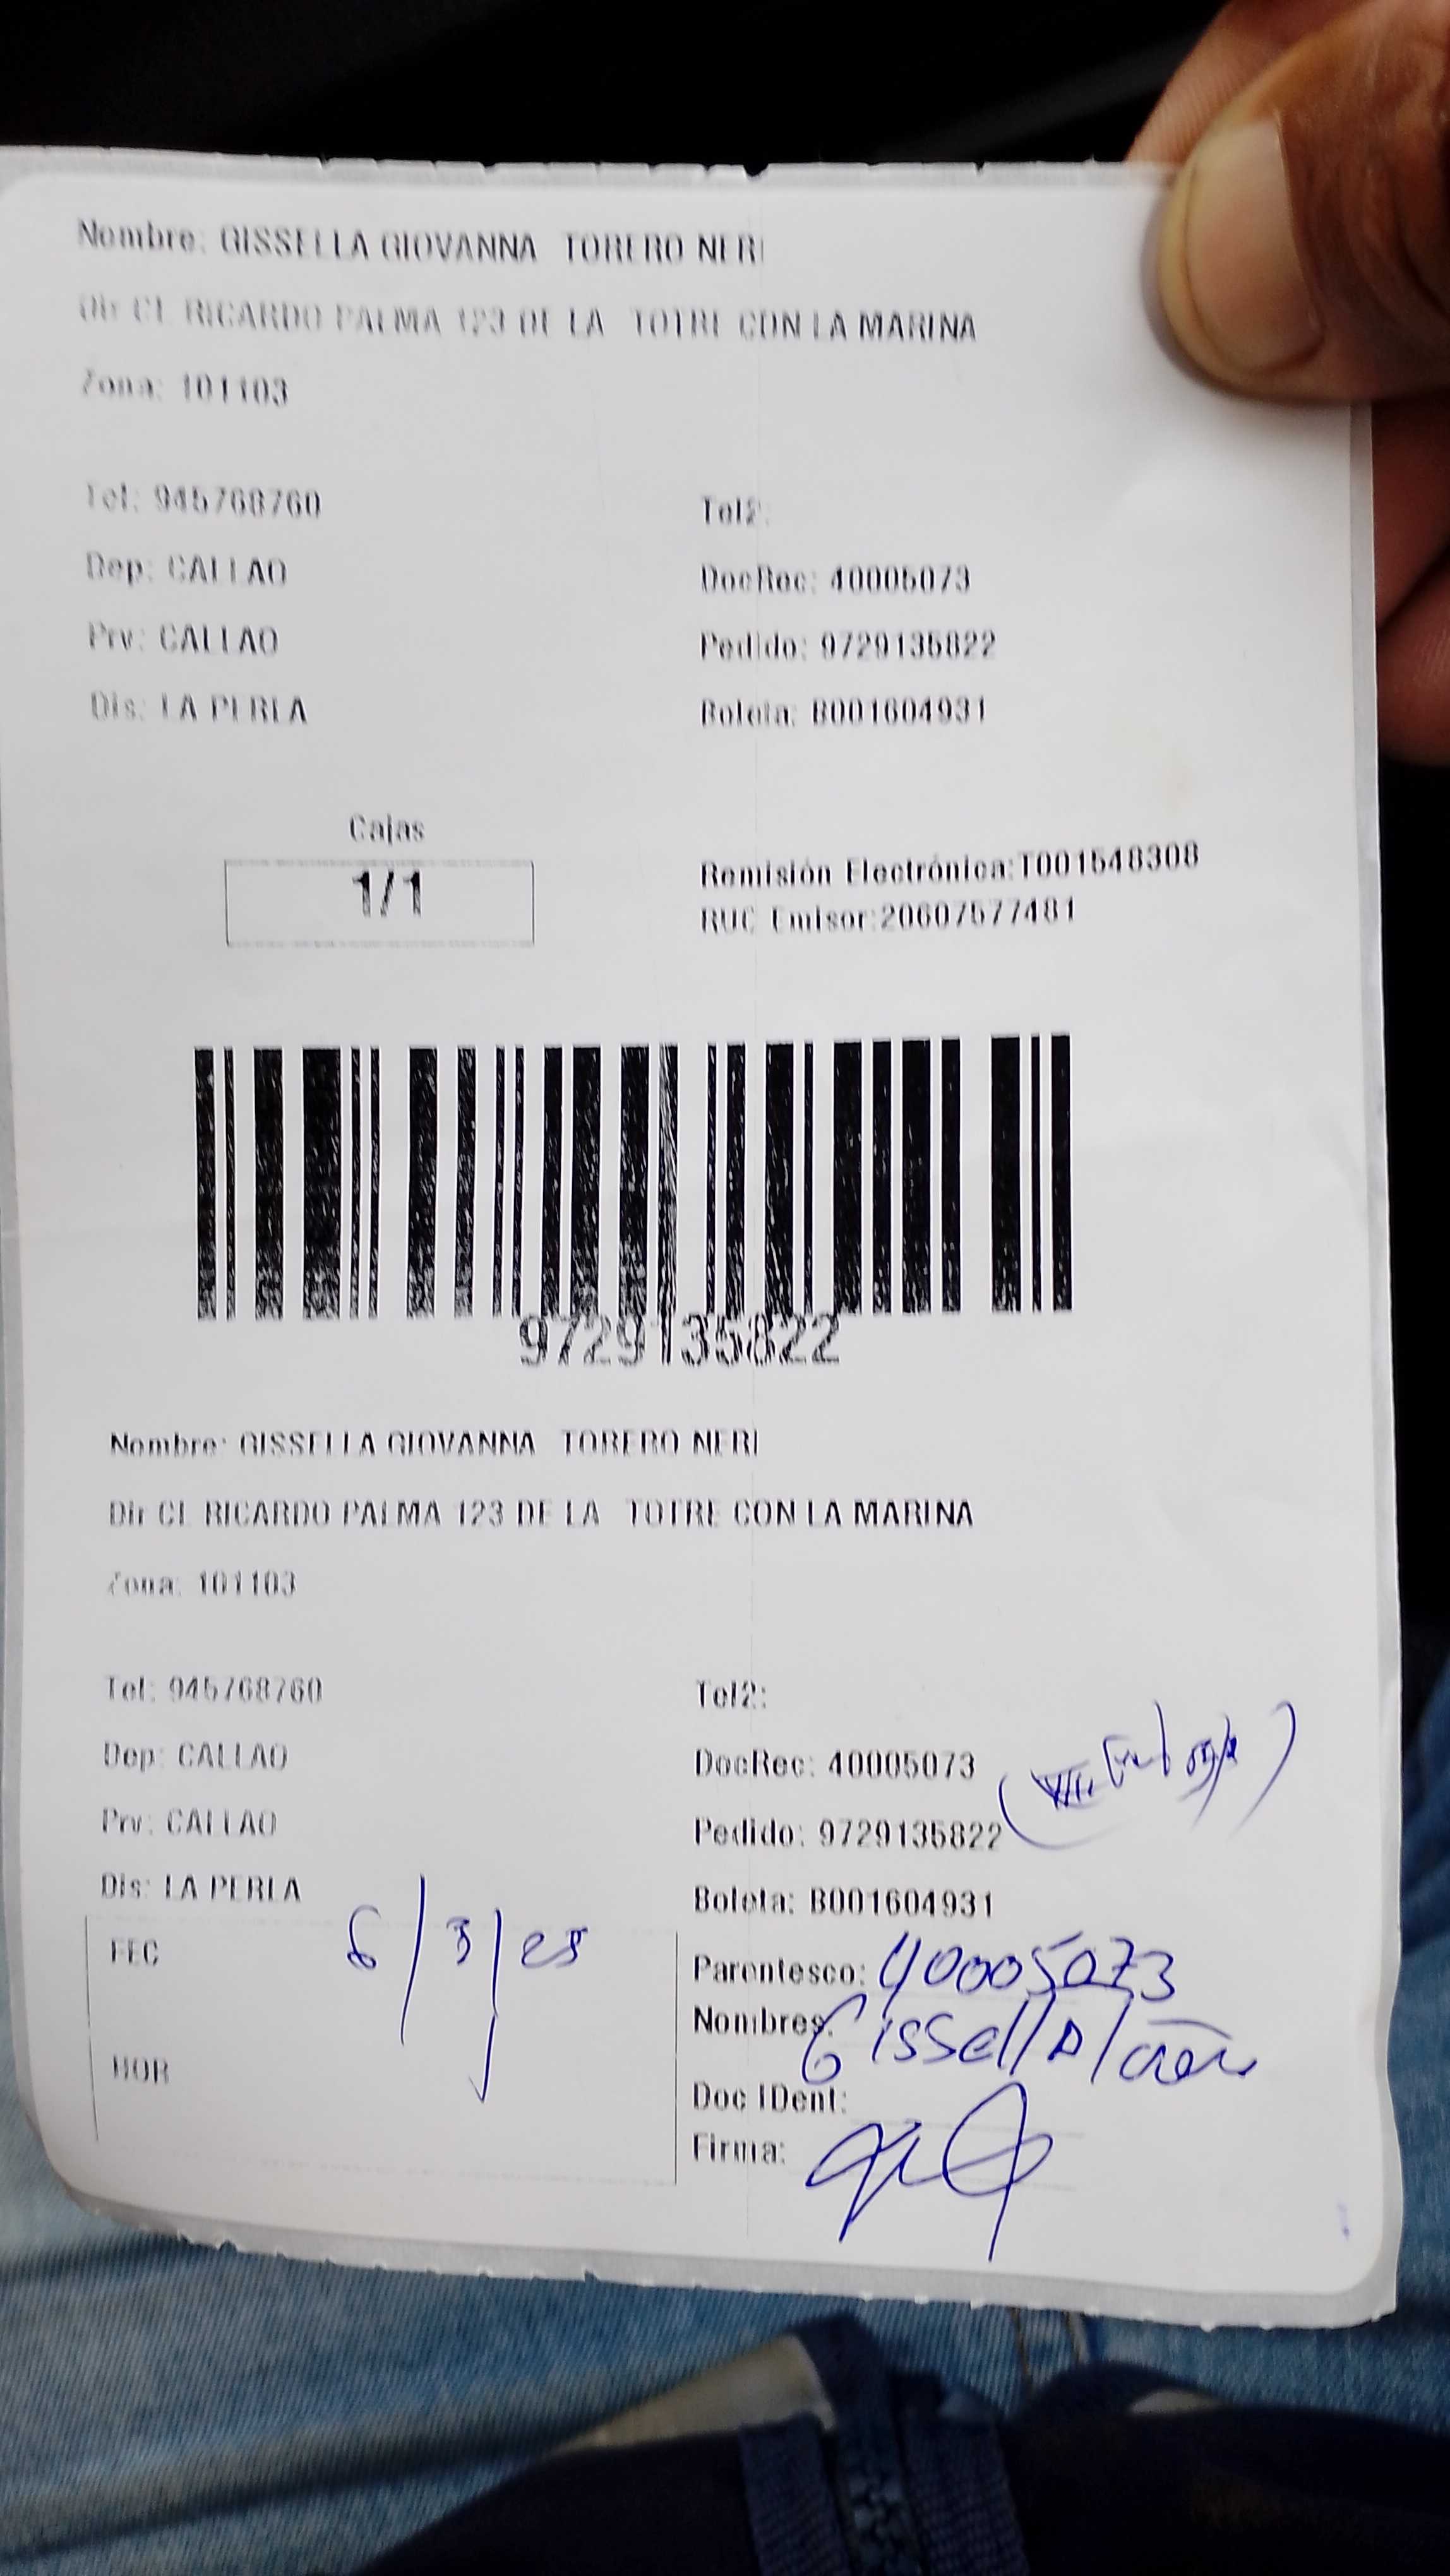 Nombre: GISSELLA GIOVANNA TORERO NERI
Dir CL RICARDO PALMA 123 DE LA TOTRE CON LA MARINA
Zona: 101103
Tel: 945768760 Tel2:
Dep: CALLAO DocRec: 40005073
Prv: CALLAO Pedido: 9729135822
Dis: LA PERLA Boleta: B001604931
Cajas
1/1
Remisión Electrónica:T001548308
RUC Emisor:20607577481
9729135822
Nombre: GISSELLA GIOVANNA TORERO NERI
Dir CL RICARDO PALMA 123 DE LA TOTRE CON LA MARINA
Zona: 101103
Tel: 945768760 Tel2:
Dep: CALLAO DocRec: 40005073
Prv: CALLAO Pedido: 9729135822
Dis: LA PERLA Boleta: B001604931
FEC 6/3/25
HOR
Parentesco: 40005073
Nombres: Gissella
Doc IDent:
Firma: